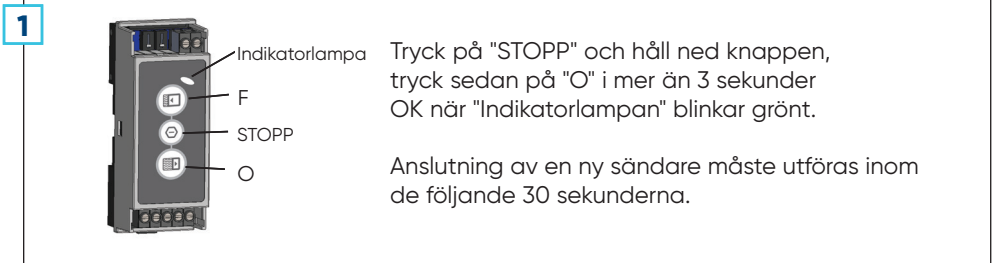 1
Indikatorlampa
F
STOPP
O
Tryck på "STOPP" och håll ned knappen,
tryck sedan på "O" i mer än 3 sekunder
OK när "Indikatorlampan" blinkar grönt.
Anslutning av en ny sändare måste utföras inom
de följande 30 sekunderna.